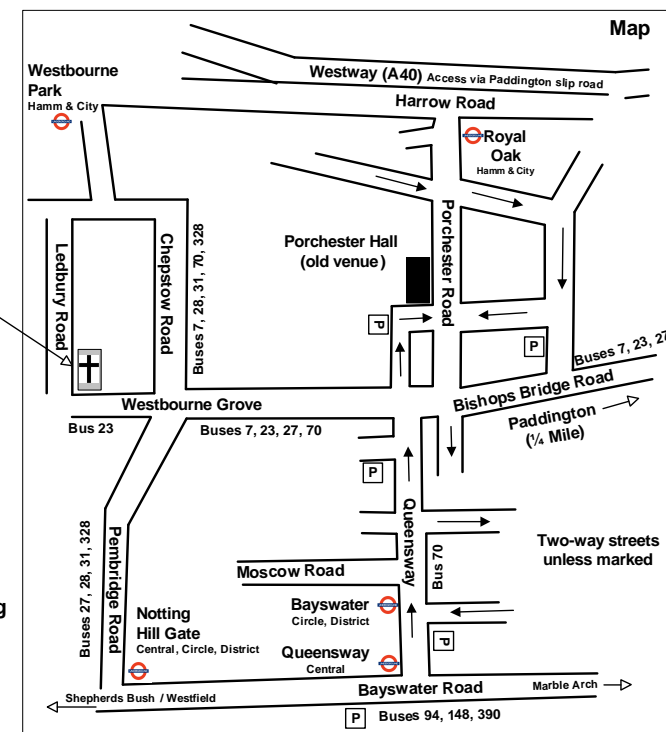 Map
Westway (A40) Access via Paddington slip road
Harrow Road
Westbourne
Park
Hamm & City
Royal
Oak
Hamm & City
Porchester Hall
(old venue)
Porchester Road
Ledbury Road
Chepstow Road
Buses 7, 28, 31, 70, 328
P
P
Buses 7, 23, 27
Westbourne Grove
Bishops Bridge Road
Paddington
(¼ Mile)
Bus 23
Buses 7, 23, 27, 70
P
Queensway
Bus 70
Two-way streets
unless marked
Moscow Road
Pembridge Road
Buses 27, 28, 31, 328
Bayswater
Circle, District
Notting
Hill Gate
Central, Circle, District
Queensway
Central
P
g
Shepherds Bush / Westfield
Bayswater Road
Marble Arch
P
Buses 94, 148, 390